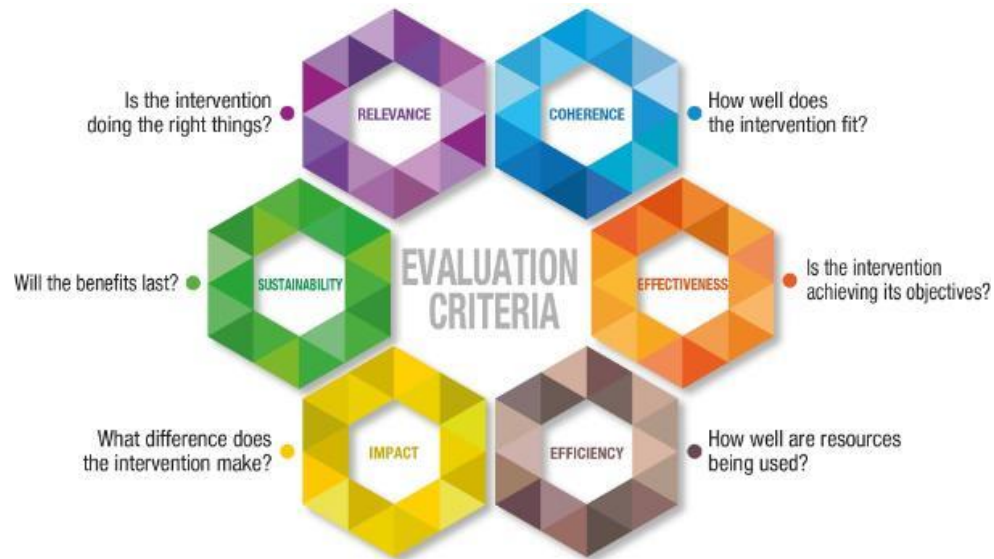 RELEVANCE
Is the intervention
doing the right things?
COHERENCE
How well does
the intervention fit?
SUSTAINABILITY
Will the benefits last?
EVALUATION
CRITERIA
EFFECTIVENESS
Is the intervention
achieving its objectives?
IMPACT
What difference does
the intervention make?
EFFICIENCY
How well are resources
being used?